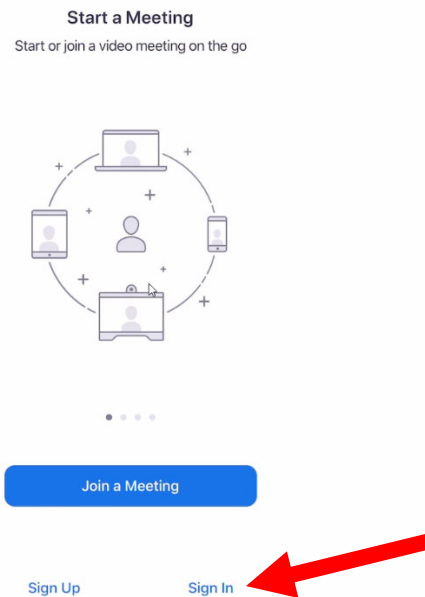 Start a Meeting
Start or join a video meeting on the go
Join a Meeting
Sign Up
Sign In